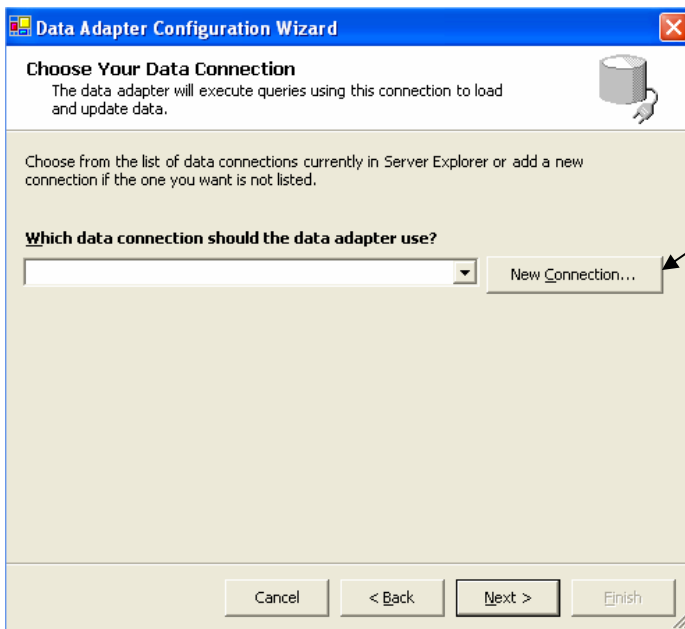 Data Adapter Configuration Wizard
Choose Your Data Connection
The data adapter will execute queries using this connection to load
and update data.
Choose from the list of data connections currently in Server Explorer or add a new
connection if the one you want is not listed.
Which data connection should the data adapter use?
New Connection...
Cancel
< Back
Next >
Finish